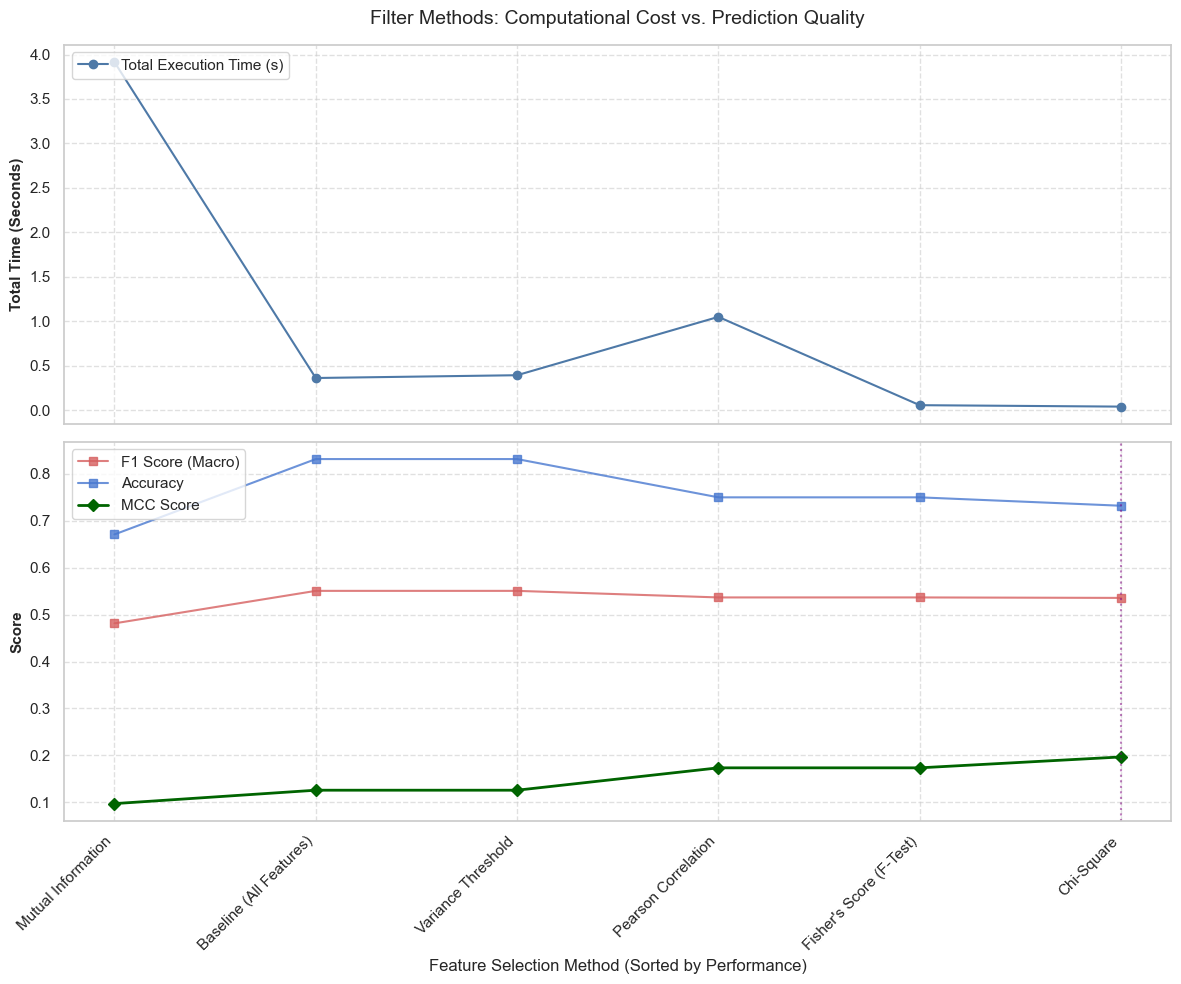 Filter Methods: Computational Cost vs. Prediction Quality
Total Execution Time (s)
Total Time (Seconds)
4.0
3.5
3.0
2.5
2.0
1.5
1.0
0.5
0.0
F1 Score (Macro)
Accuracy
MCC Score
Score
0.8
0.7
0.6
0.5
0.4
0.3
0.2
0.1
Mutual Information
Baseline (All Features)
Variance Threshold
Pearson Correlation
Fisher's Score (F-Test)
Chi-Square
Feature Selection Method (Sorted by Performance)